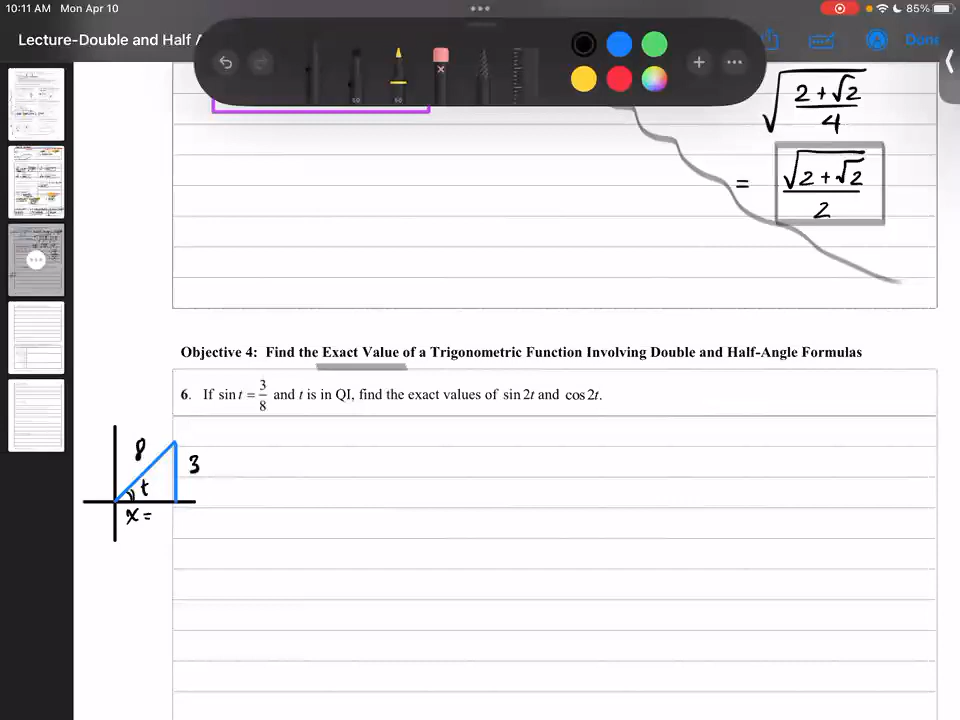 10:11 AM Mon Apr 10
85%
Lecture-Double and Half A
Done
50
50
√(2 + √2)/4
= √(2 + √2)/2
Objective 4: Find the Exact Value of a Trigonometric Function Involving Double and Half-Angle Formulas
6. If sin t = 3/8 and t is in QI, find the exact values of sin 2t and cos 2t.
8
3
t
x =